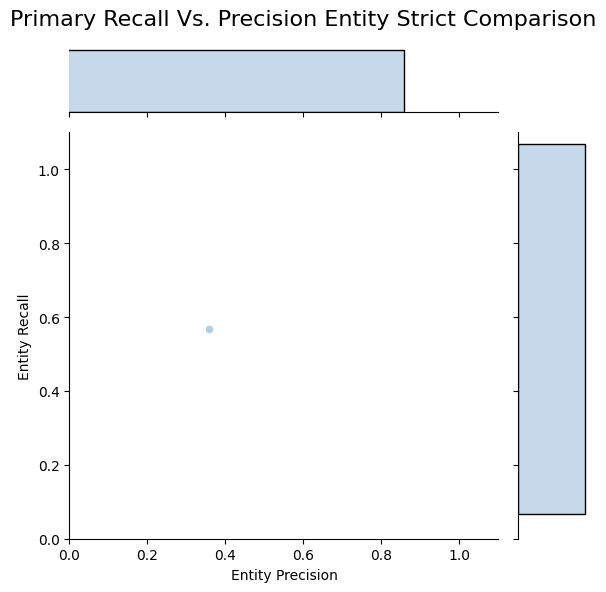 Primary Recall Vs. Precision Entity Strict Comparison
1.0
0.8
0.6
0.4
0.2
0.0
Entity Recall
0.0 0.2 0.4 0.6 0.8 1.0
Entity Precision